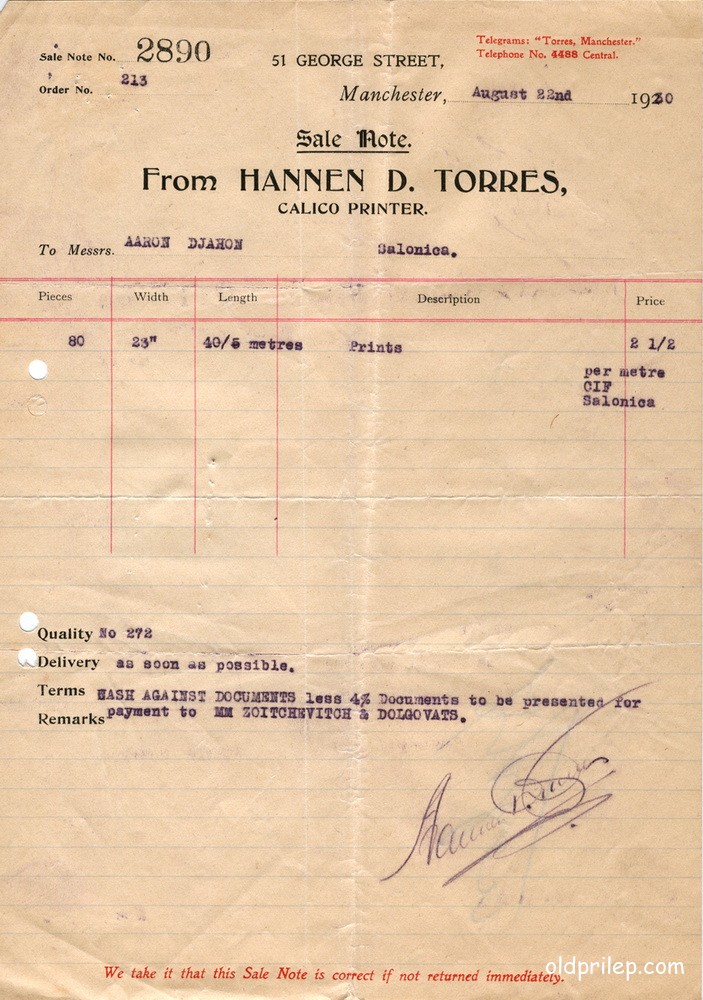 Sale Note No. 2890
Order No. 213
51 GEORGE STREET,
Telegrams: "Torres, Manchester."
Telephone No. 4488 Central.
Manchester, August 22nd 1930
Sale Note.
From HANNEN D. TORRES,
CALICO PRINTER.
To Messrs. AARON DJAHON Salonica.
Pieces Width Length Description Price
80 23" 40/5 metres Prints 2 1/2
per metre
CIF
Salonica
Quality No 272
Delivery as soon as possible.
Terms WASH AGAINST DOCUMENTS less 4% Documents to be presented for
Remarks payment to MM ZOITCHEVITCH & DOLGOVATS.
Hannen D. Torres
We take it that this Sale Note is correct if not returned immediately.
oldprilep.com